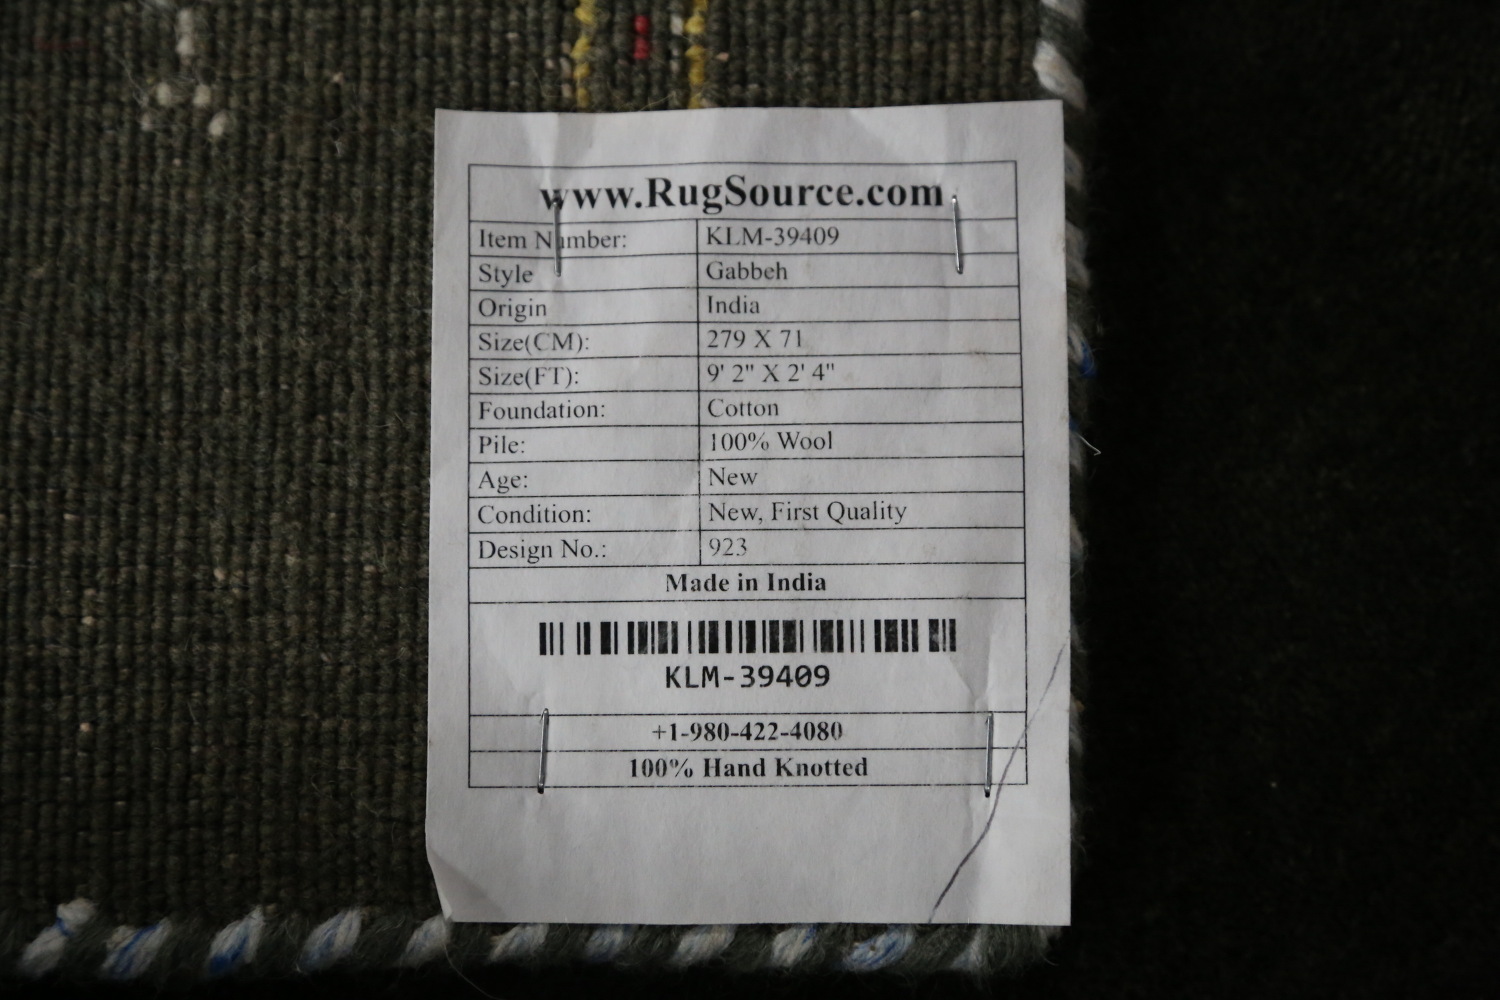 www.RugSource.com
Item Number: KLM-39409
Style Gabbeh
Origin India
Size(CM): 279 X 71
Size(FT): 9' 2" X 2' 4"
Foundation: Cotton
Pile: 100% Wool
Age: New
Condition: New, First Quality
Design No.: 923
Made in India
KLM-39409
+1-980-422-4080
100% Hand Knotted